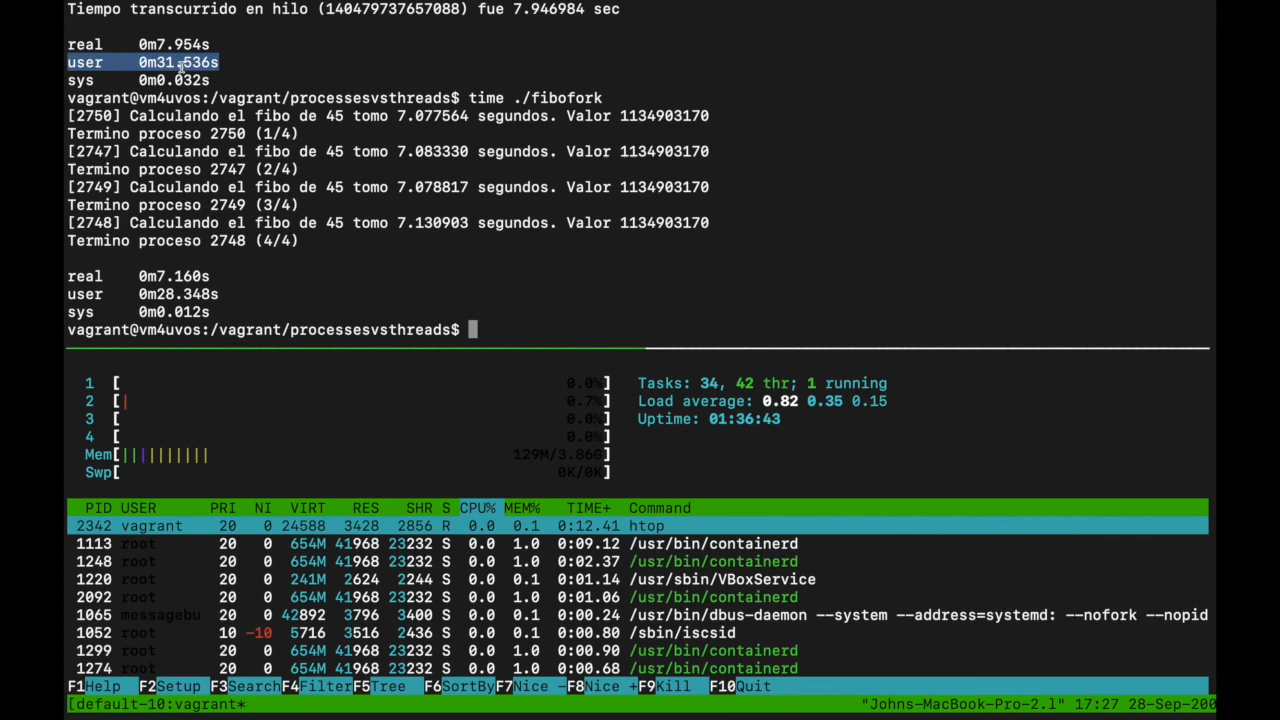 Tiempo transcurrido en hilo (140479737657088) fue 7.946984 sec
real    0m7.954s
user    0m31.536s
sys     0m0.032s
vagrant@vm4uvos:/vagrant/processesvsthreads$ time ./fibofork
[2750] Calculando el fibo de 45 tomo 7.077564 segundos. Valor 1134903170
Termino proceso 2750 (1/4)
[2747] Calculando el fibo de 45 tomo 7.083330 segundos. Valor 1134903170
Termino proceso 2747 (2/4)
[2749] Calculando el fibo de 45 tomo 7.078817 segundos. Valor 1134903170
Termino proceso 2749 (3/4)
[2748] Calculando el fibo de 45 tomo 7.130903 segundos. Valor 1134903170
Termino proceso 2748 (4/4)
real    0m7.160s
user    0m28.348s
sys     0m0.012s
vagrant@vm4uvos:/vagrant/processesvsthreads$
1 [ 0.0%] Tasks: 34, 42 thr; 1 running
2 [| 0.7%] Load average: 0.82 0.35 0.15
3 [ 0.0%] Uptime: 01:36:43
4 [ 0.0%]
Mem[|||||||||| 129M/3.86G]
Swp[ 0K/0K]
PID USER PRI NI VIRT RES SHR S CPU% MEM% TIME+ Command
2342 vagrant 20 0 24588 3428 2856 R 0.0 0.1 0:12.41 htop
1113 root 20 0 654M 41968 23232 S 0.0 1.0 0:09.12 /usr/bin/containerd
1248 root 20 0 654M 41968 23232 S 0.0 1.0 0:02.37 /usr/bin/containerd
1220 root 20 0 241M 2624 2244 S 0.0 0.1 0:01.14 /usr/sbin/VBoxService
2092 root 20 0 654M 41968 23232 S 0.0 1.0 0:01.06 /usr/bin/containerd
1065 messagebu 20 0 42892 3796 3400 S 0.0 0.1 0:00.24 /usr/bin/dbus-daemon --system --address=systemd: --nofork --nopid
1052 root 10 -10 5716 3516 2436 S 0.0 0.1 0:00.80 /sbin/iscsid
1299 root 20 0 654M 41968 23232 S 0.0 1.0 0:00.90 /usr/bin/containerd
1274 root 20 0 654M 41968 23232 S 0.0 1.0 0:00.68 /usr/bin/containerd
F1Help F2Setup F3SearchF4FilterF5Tree F6SortByF7Nice -F8Nice +F9Kill F10Quit
[default-10:vagrant* "Johns-MacBook-Pro-2.l" 17:27 28-Sep-200